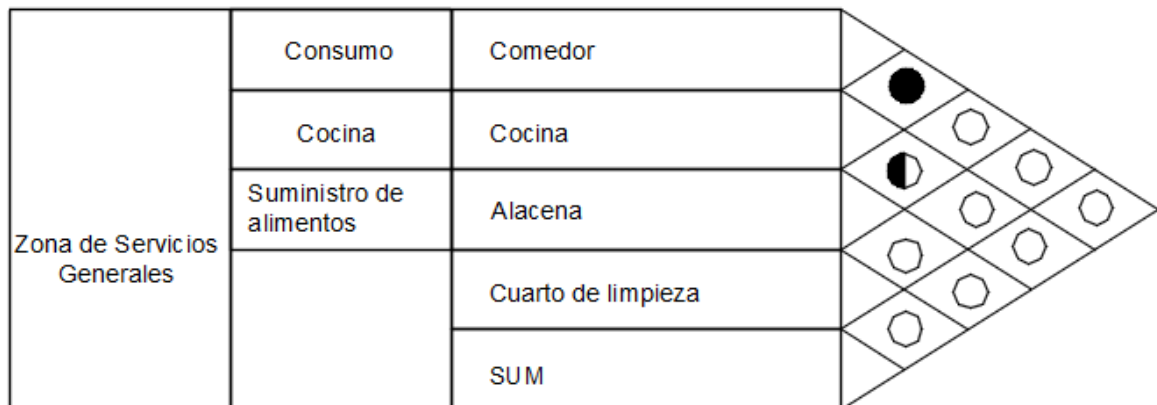 Consumo
Comedor
Cocina
Cocina
Suministro de
alimentos
Alacena
Zona de Servicios
Generales
Cuarto de limpieza
SUM